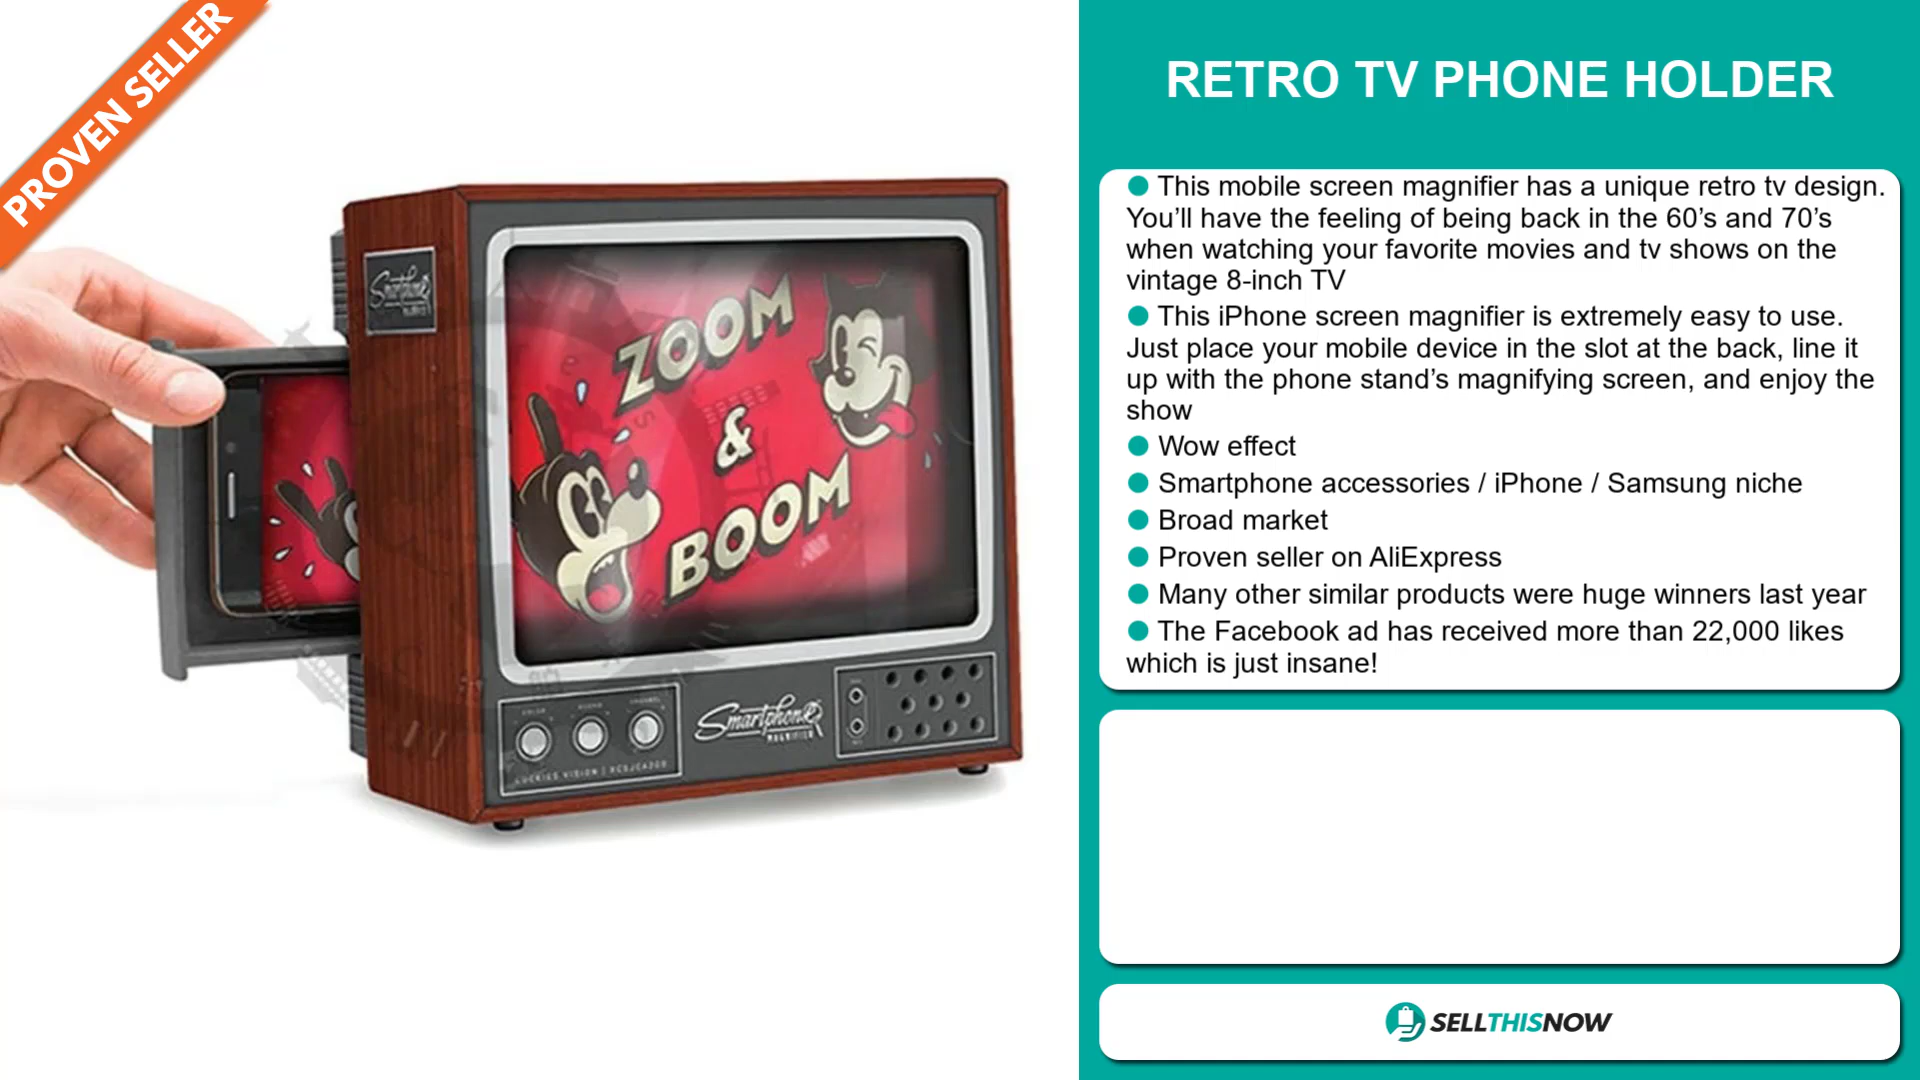 PROVEN SELLER
RETRO TV PHONE HOLDER
This mobile screen magnifier has a unique retro tv design.
You’ll have the feeling of being back in the 60’s and 70’s
when watching your favorite movies and tv shows on the
vintage 8-inch TV
This iPhone screen magnifier is extremely easy to use.
Just place your mobile device in the slot at the back, line it
up with the phone stand’s magnifying screen, and enjoy the
show
Wow effect
Smartphone accessories / iPhone / Samsung niche
Broad market
Proven seller on AliExpress
Many other similar products were huge winners last year
The Facebook ad has received more than 22,000 likes
which is just insane!
Smartphone
ZOOM
&
BOOM
Smartphone
MAGNIFIER
SELLTHISNOW